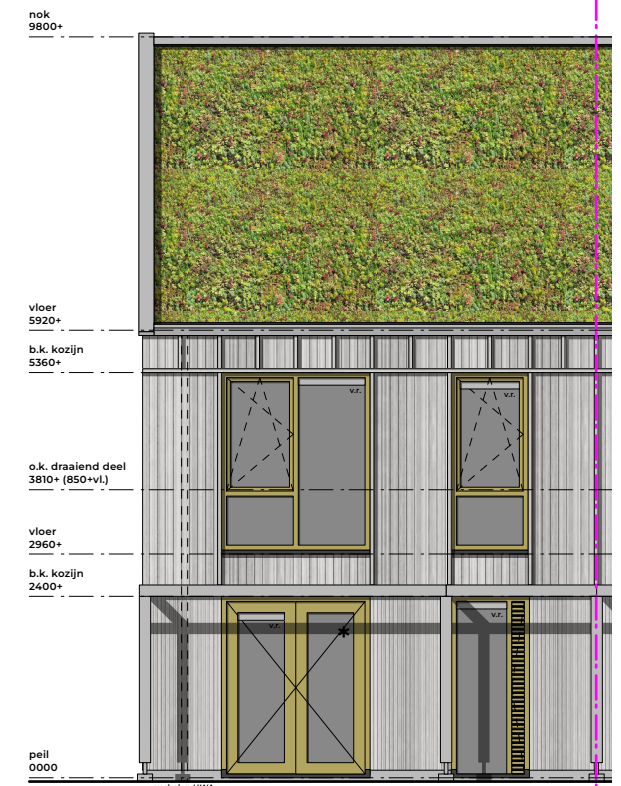 nok
9800+
vloer
5920+
b.k. kozijn
5360+
v.r.
v.r.
o.k. draaiend deel
3810+ (850+vl.)
vloer
2960+
b.k. kozijn
2400+
v.r.
v.r.
peil
0000